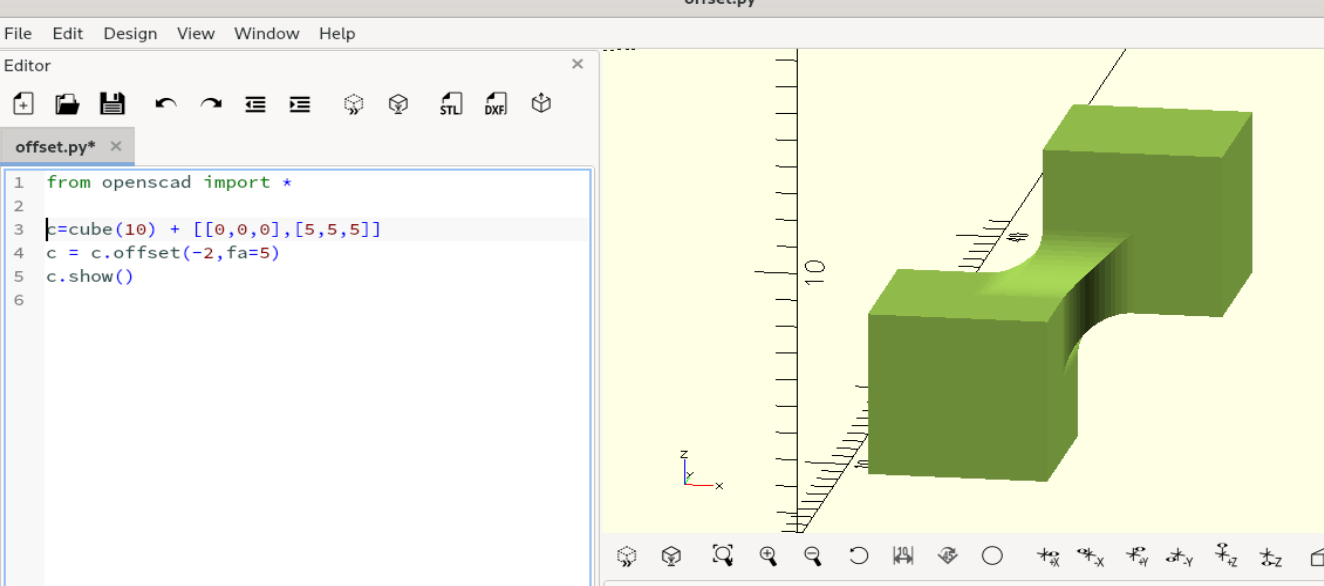 offset.py
File Edit Design View Window Help
Editor
STL DXF
offset.py*
1 from openscad import *
2
3 c=cube(10) + [[0,0,0],[5,5,5]]
4 c = c.offset(-2,fa=5)
5 c.show()
6
10
z
y
x
+X -X +Y -Y +Z -Z